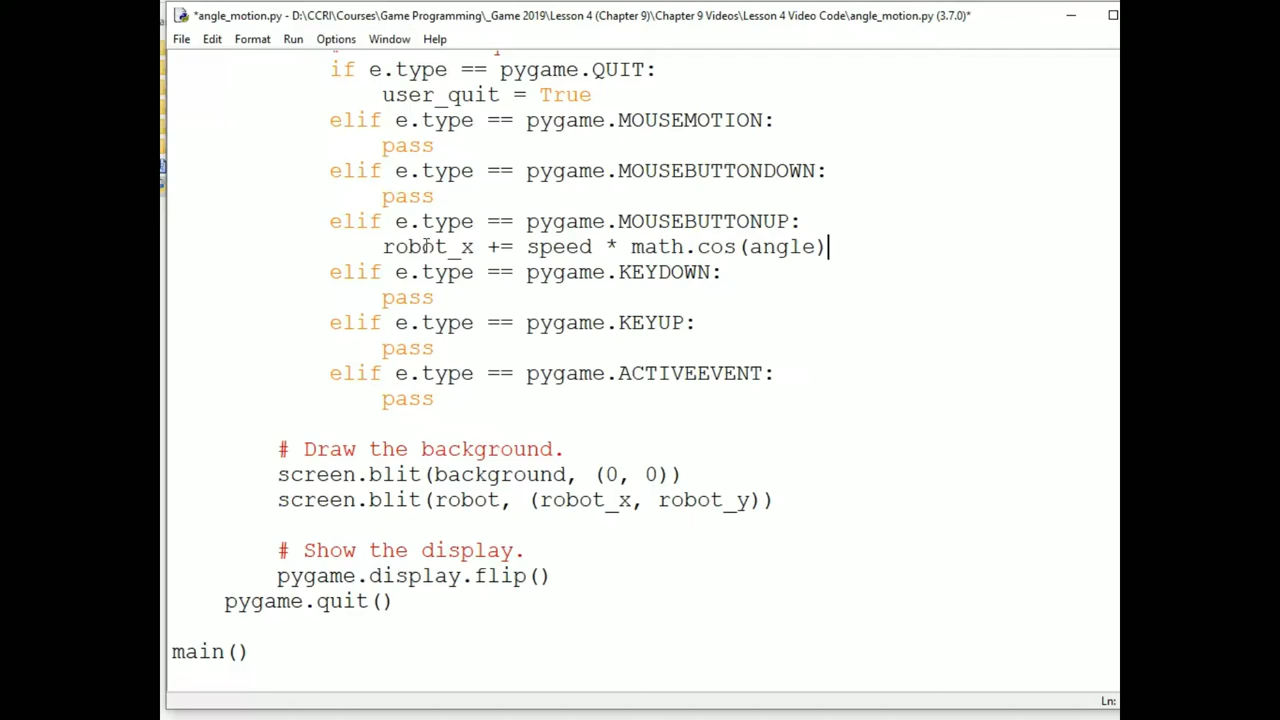 *angle_motion.py - D:\CCRI\Courses\Game Programming\_Game 2019\Lesson 4 (Chapter 9)\Chapter 9 Videos\Lesson 4 Video Code\angle_motion.py (3.7.0)*
File Edit Format Run Options Window Help
if e.type == pygame.QUIT:
user_quit = True
elif e.type == pygame.MOUSEMOTION:
pass
elif e.type == pygame.MOUSEBUTTONDOWN:
pass
elif e.type == pygame.MOUSEBUTTONUP:
robot_x += speed * math.cos(angle)
elif e.type == pygame.KEYDOWN:
pass
elif e.type == pygame.KEYUP:
pass
elif e.type == pygame.ACTIVEEVENT:
pass
# Draw the background.
screen.blit(background, (0, 0))
screen.blit(robot, (robot_x, robot_y))
# Show the display.
pygame.display.flip()
pygame.quit()
main()
Ln: